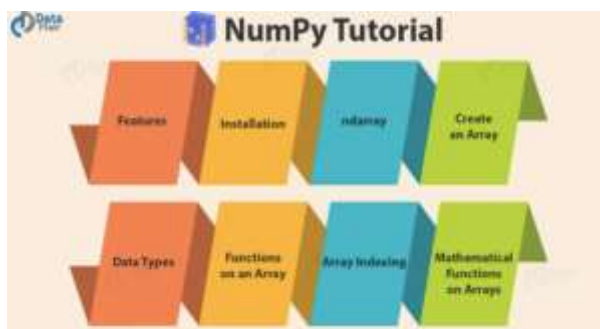 Data
Flair
NumPy Tutorial
Features
Installation
ndarray
Create
an Array
Data Types
Functions
on an Array
Array Indexing
Mathematical
Functions
on Arrays